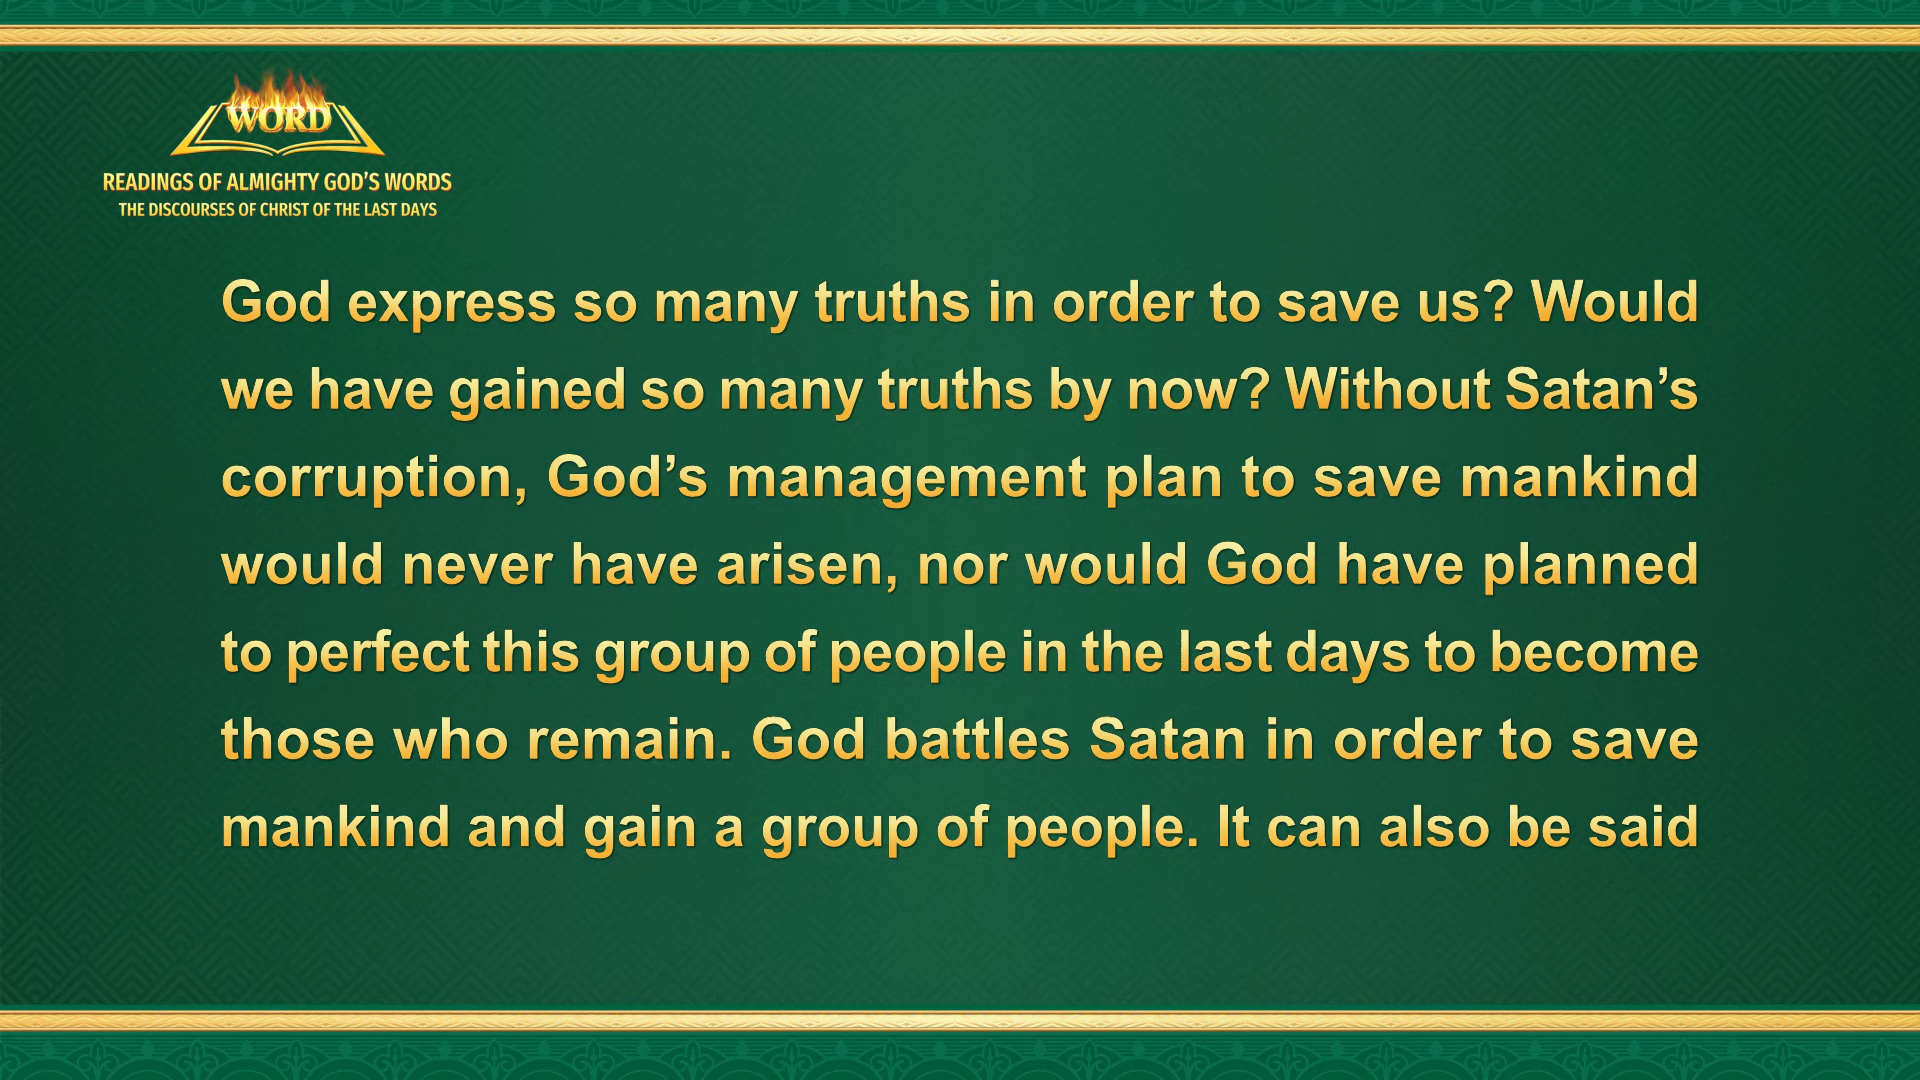 WORD
READINGS OF ALMIGHTY GOD’S WORDS
THE DISCOURSES OF CHRIST OF THE LAST DAYS
God express so many truths in order to save us? Would
we have gained so many truths by now? Without Satan’s
corruption, God’s management plan to save mankind
would never have arisen, nor would God have planned
to perfect this group of people in the last days to become
those who remain. God battles Satan in order to save
mankind and gain a group of people. It can also be said